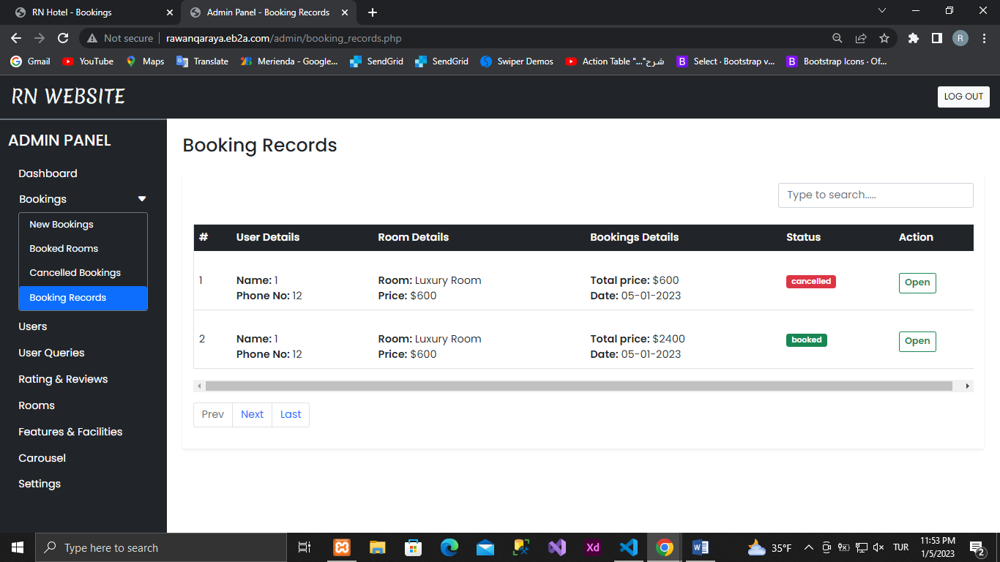 RN Hotel - Bookings
Admin Panel - Booking Records
Not secure
rawanqaraya.eb2a.com/admin/booking_records.php
R
Gmail
YouTube
Maps
Translate
Merienda - Google...
SendGrid
SendGrid
Swiper Demos
Action Table "..."شرح
Select · Bootstrap v...
Bootstrap Icons · Of...
RN WEBSITE
LOG OUT
ADMIN PANEL
Dashboard
Bookings
New Bookings
Booked Rooms
Cancelled Bookings
Booking Records
Users
User Queries
Rating & Reviews
Rooms
Features & Facilities
Carousel
Settings
Booking Records
Type to search.....
# User Details Room Details Bookings Details Status Action
1 Name: 1 Room: Luxury Room Total price: $600 cancelled Open
Phone No: 12 Price: $600 Date: 05-01-2023
2 Name: 1 Room: Luxury Room Total price: $2400 booked Open
Phone No: 12 Price: $600 Date: 05-01-2023
Prev Next Last
Type here to search
Xd
35°F
TUR
11:53 PM
1/5/2023
2